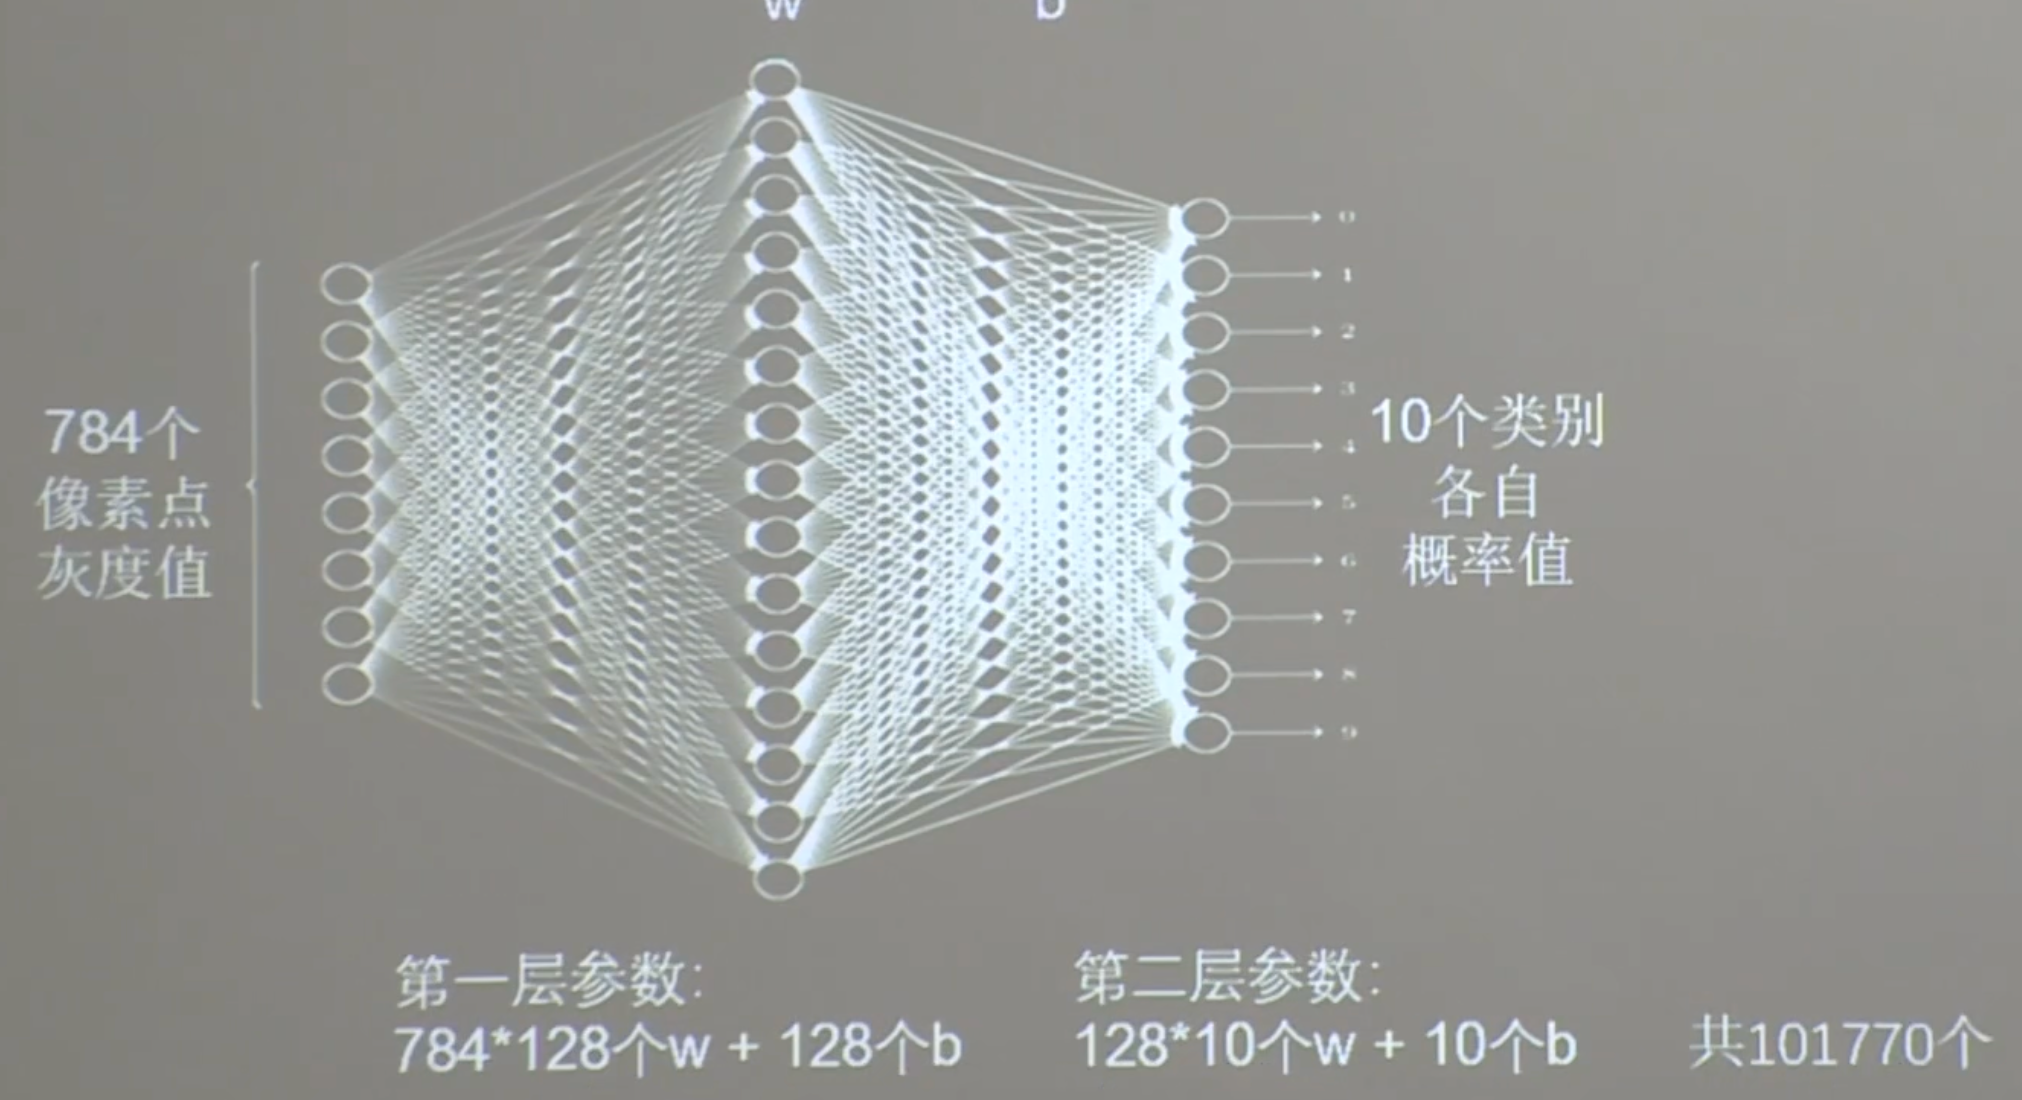 w b
0
1
2
3
4
5
6
7
8
9
784个
像素点
灰度值
10个类别
各自
概率值
第一层参数:
784*128个w + 128个b
第二层参数:
128*10个w + 10个b
共101770个